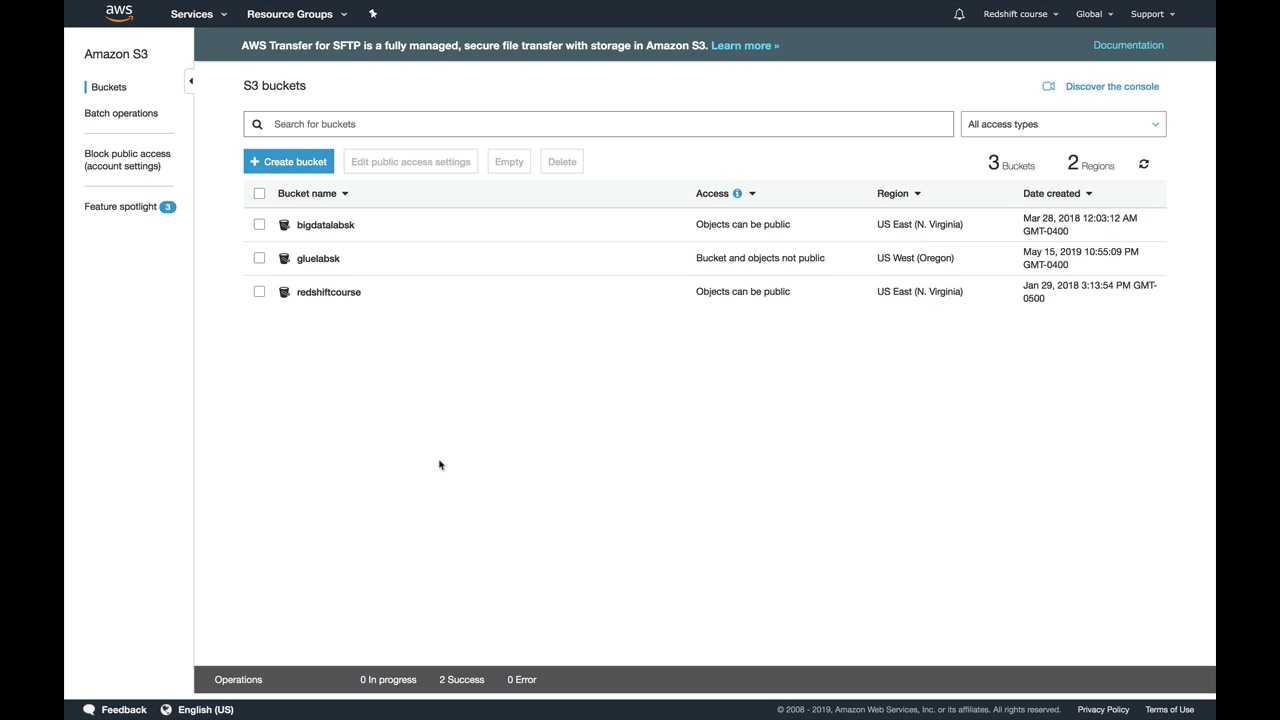 aws
Services
Resource Groups
Redshift course
Global
Support
Amazon S3
Buckets
Batch operations
Block public access
(account settings)
Feature spotlight 3
AWS Transfer for SFTP is a fully managed, secure file transfer with storage in Amazon S3. Learn more »
Documentation
S3 buckets
Discover the console
Search for buckets
All access types
+ Create bucket
Edit public access settings
Empty
Delete
3 Buckets
2 Regions
Bucket name
Access
Region
Date created
bigdatalabsk
Objects can be public
US East (N. Virginia)
Mar 28, 2018 12:03:12 AM
GMT-0400
gluelabsk
Bucket and objects not public
US West (Oregon)
May 15, 2019 10:55:09 PM
GMT-0400
redshiftcourse
Objects can be public
US East (N. Virginia)
Jan 29, 2018 3:13:54 PM GMT-
0500
Operations
0 In progress
2 Success
0 Error
Feedback
English (US)
© 2008 - 2019, Amazon Web Services, Inc. or its affiliates. All rights reserved.
Privacy Policy
Terms of Use